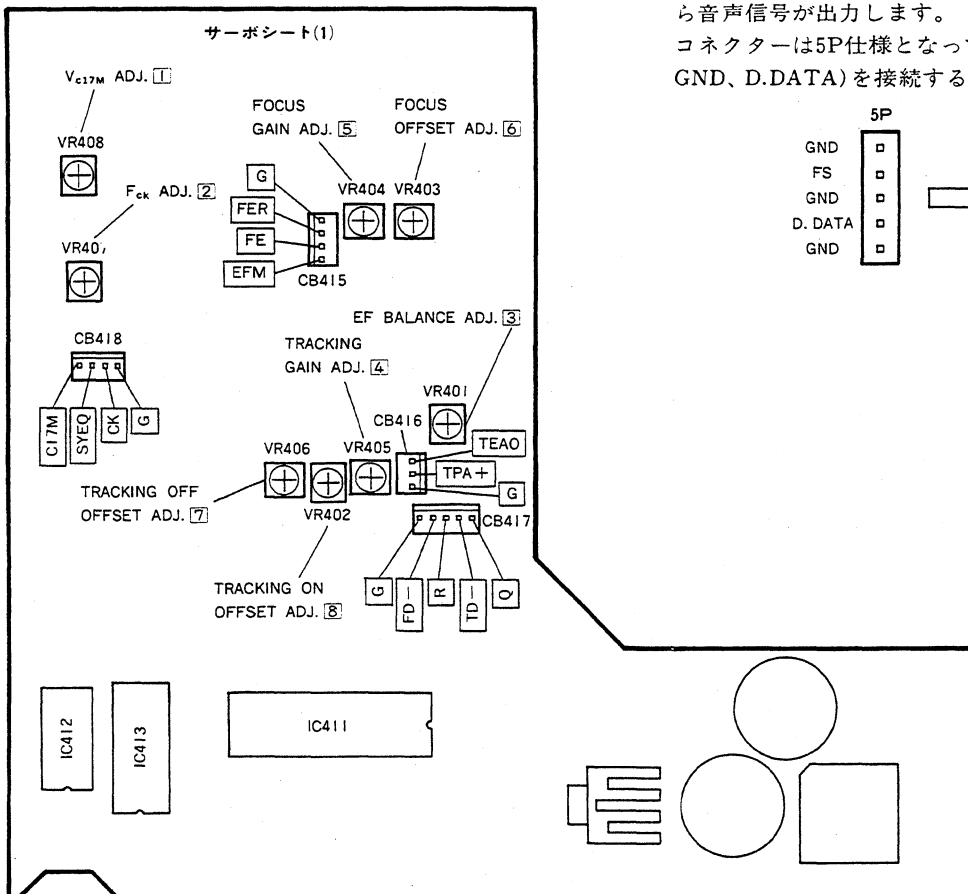 サーボシート(1)
V_C17M ADJ. 1
VR408
F_ck ADJ. 2
CB418
C17M
SYEQ
CK
G
FOCUS
GAIN ADJ. 5
FOCUS
OFFSET ADJ. 6
VR404
VR403
G
FER
FE
EFM
CB415
EF BALANCE ADJ. 3
TRACKING
GAIN ADJ. 4
VR401
CB416
VR406
VR405
TEAO
TPA+
G
CB417
VR402
TRACKING OFF
OFFSET ADJ. 7
TRACKING ON
OFFSET ADJ. 8
G
FD-
R
TD-
Q
IC412
IC413
IC411
ら音声信号が出力します。
コネクターは5P仕様となっ
GND、D.DATA)を接続する
5P
GND
FS
GND
D. DATA
GND